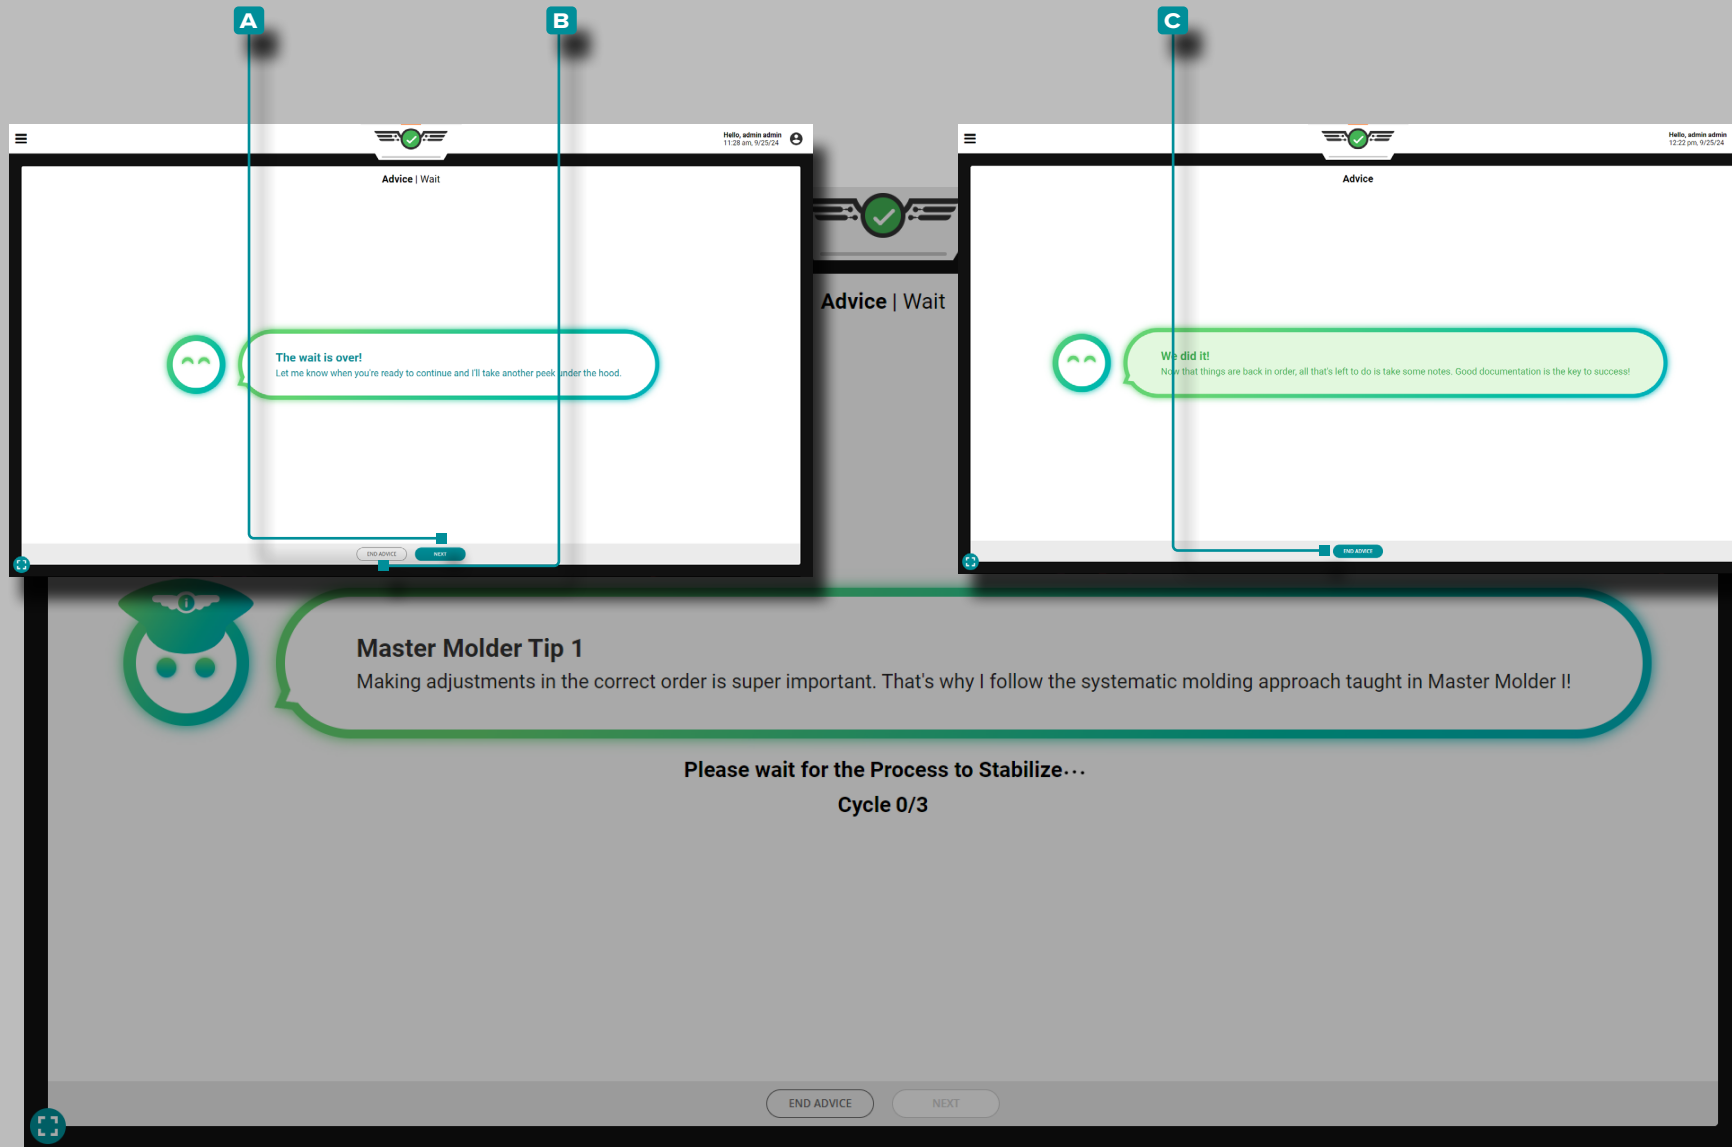 A
B
C
Hello, admin admin
11:28 am, 9/25/24
Advice | Wait
The wait is over!
Let me know when you're ready to continue and I'll take another peek under the hood.
END ADVICE
NEXT
Hello, admin admin
12:22 pm, 9/25/24
Advice
We did it!
Now that things are back in order, all that's left to do is take some notes. Good documentation is the key to success!
END ADVICE
Advice | Wait
Master Molder Tip 1
Making adjustments in the correct order is super important. That's why I follow the systematic molding approach taught in Master Molder I!
Please wait for the Process to Stabilize...
Cycle 0/3
END ADVICE
NEXT